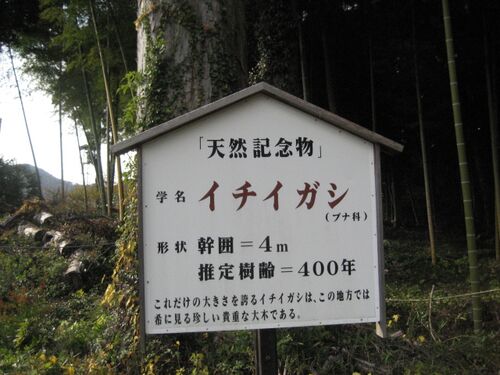 「天然記念物」
学名 イチイガシ
(ブナ科)
形状 幹囲=4m
推定樹齢=400年
これだけの大きさを誇るイチイガシは、この地方では
希に見る珍しい貴重な大木である。